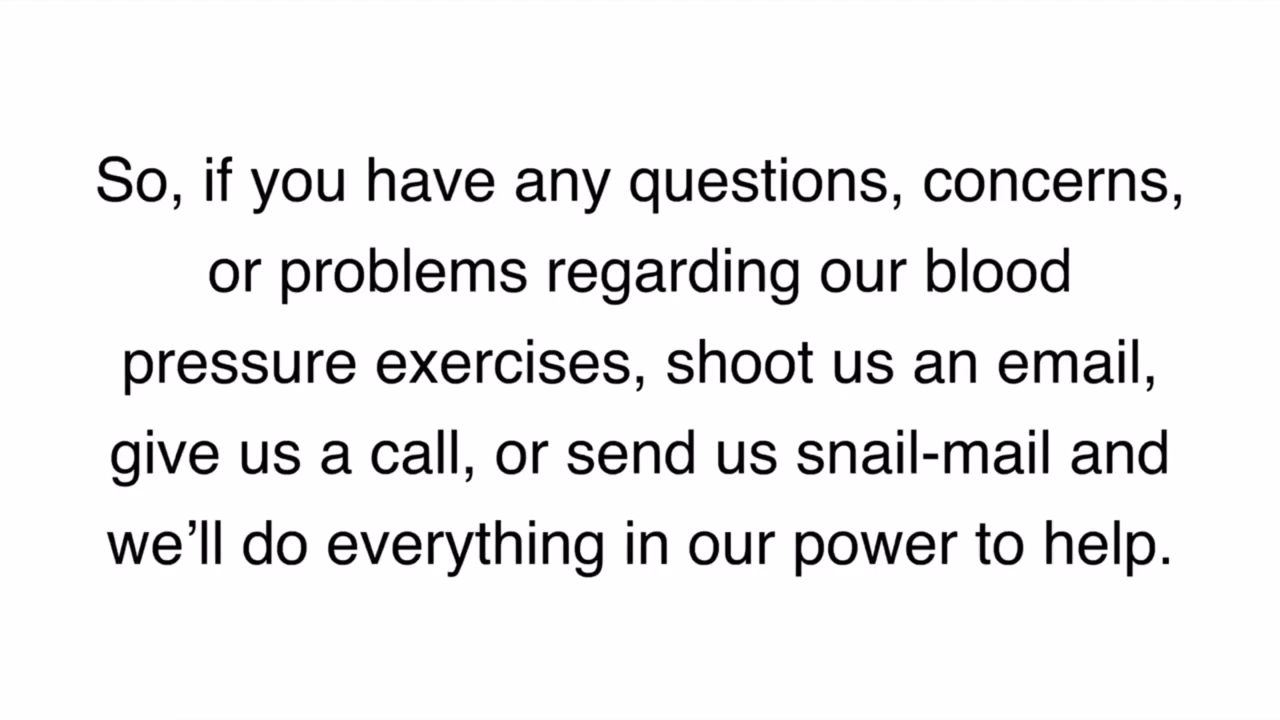 So, if you have any questions, concerns,
or problems regarding our blood
pressure exercises, shoot us an email,
give us a call, or send us snail-mail and
we’ll do everything in our power to help.